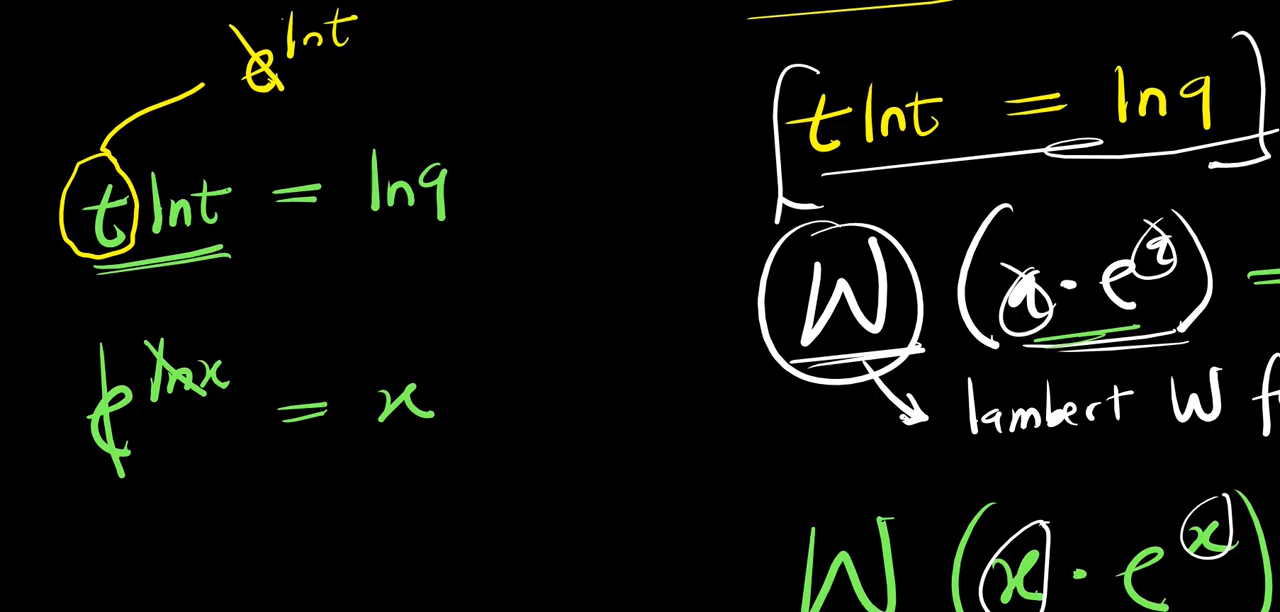 e^lnt
t lnt = ln9
e^lnx = x
t lnt = ln9
W (x · e^x) =
lambert W f
W (x · e^x)